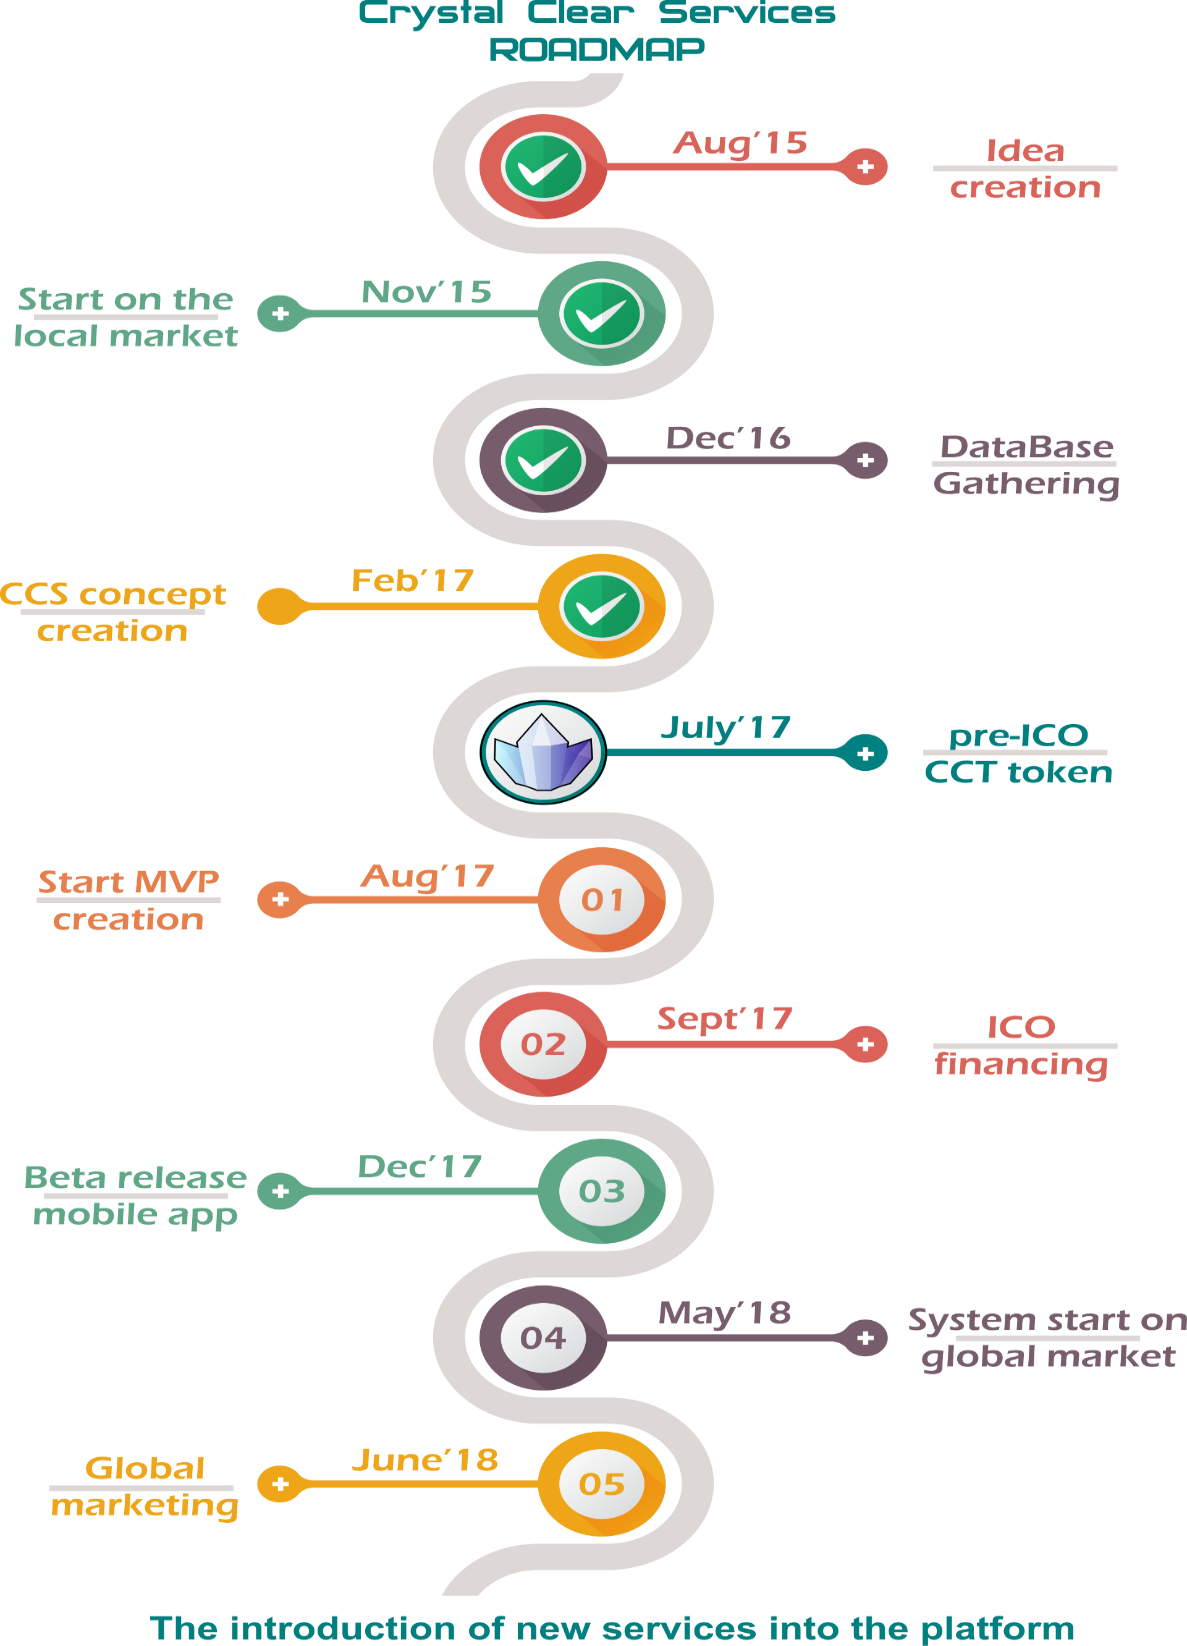 Crystal Clear Services
ROADMAP
Aug'15
Idea
creation
Nov'15
Start on the
local market
Dec'16
DataBase
Gathering
Feb'17
CCS concept
creation
July'17
pre-ICO
CCT token
Aug'17
01
Start MVP
creation
Sept'17
02
ICO
financing
Dec'17
03
Beta release
mobile app
May'18
04
System start on
global market
June'18
05
Global
marketing
The introduction of new services into the platform